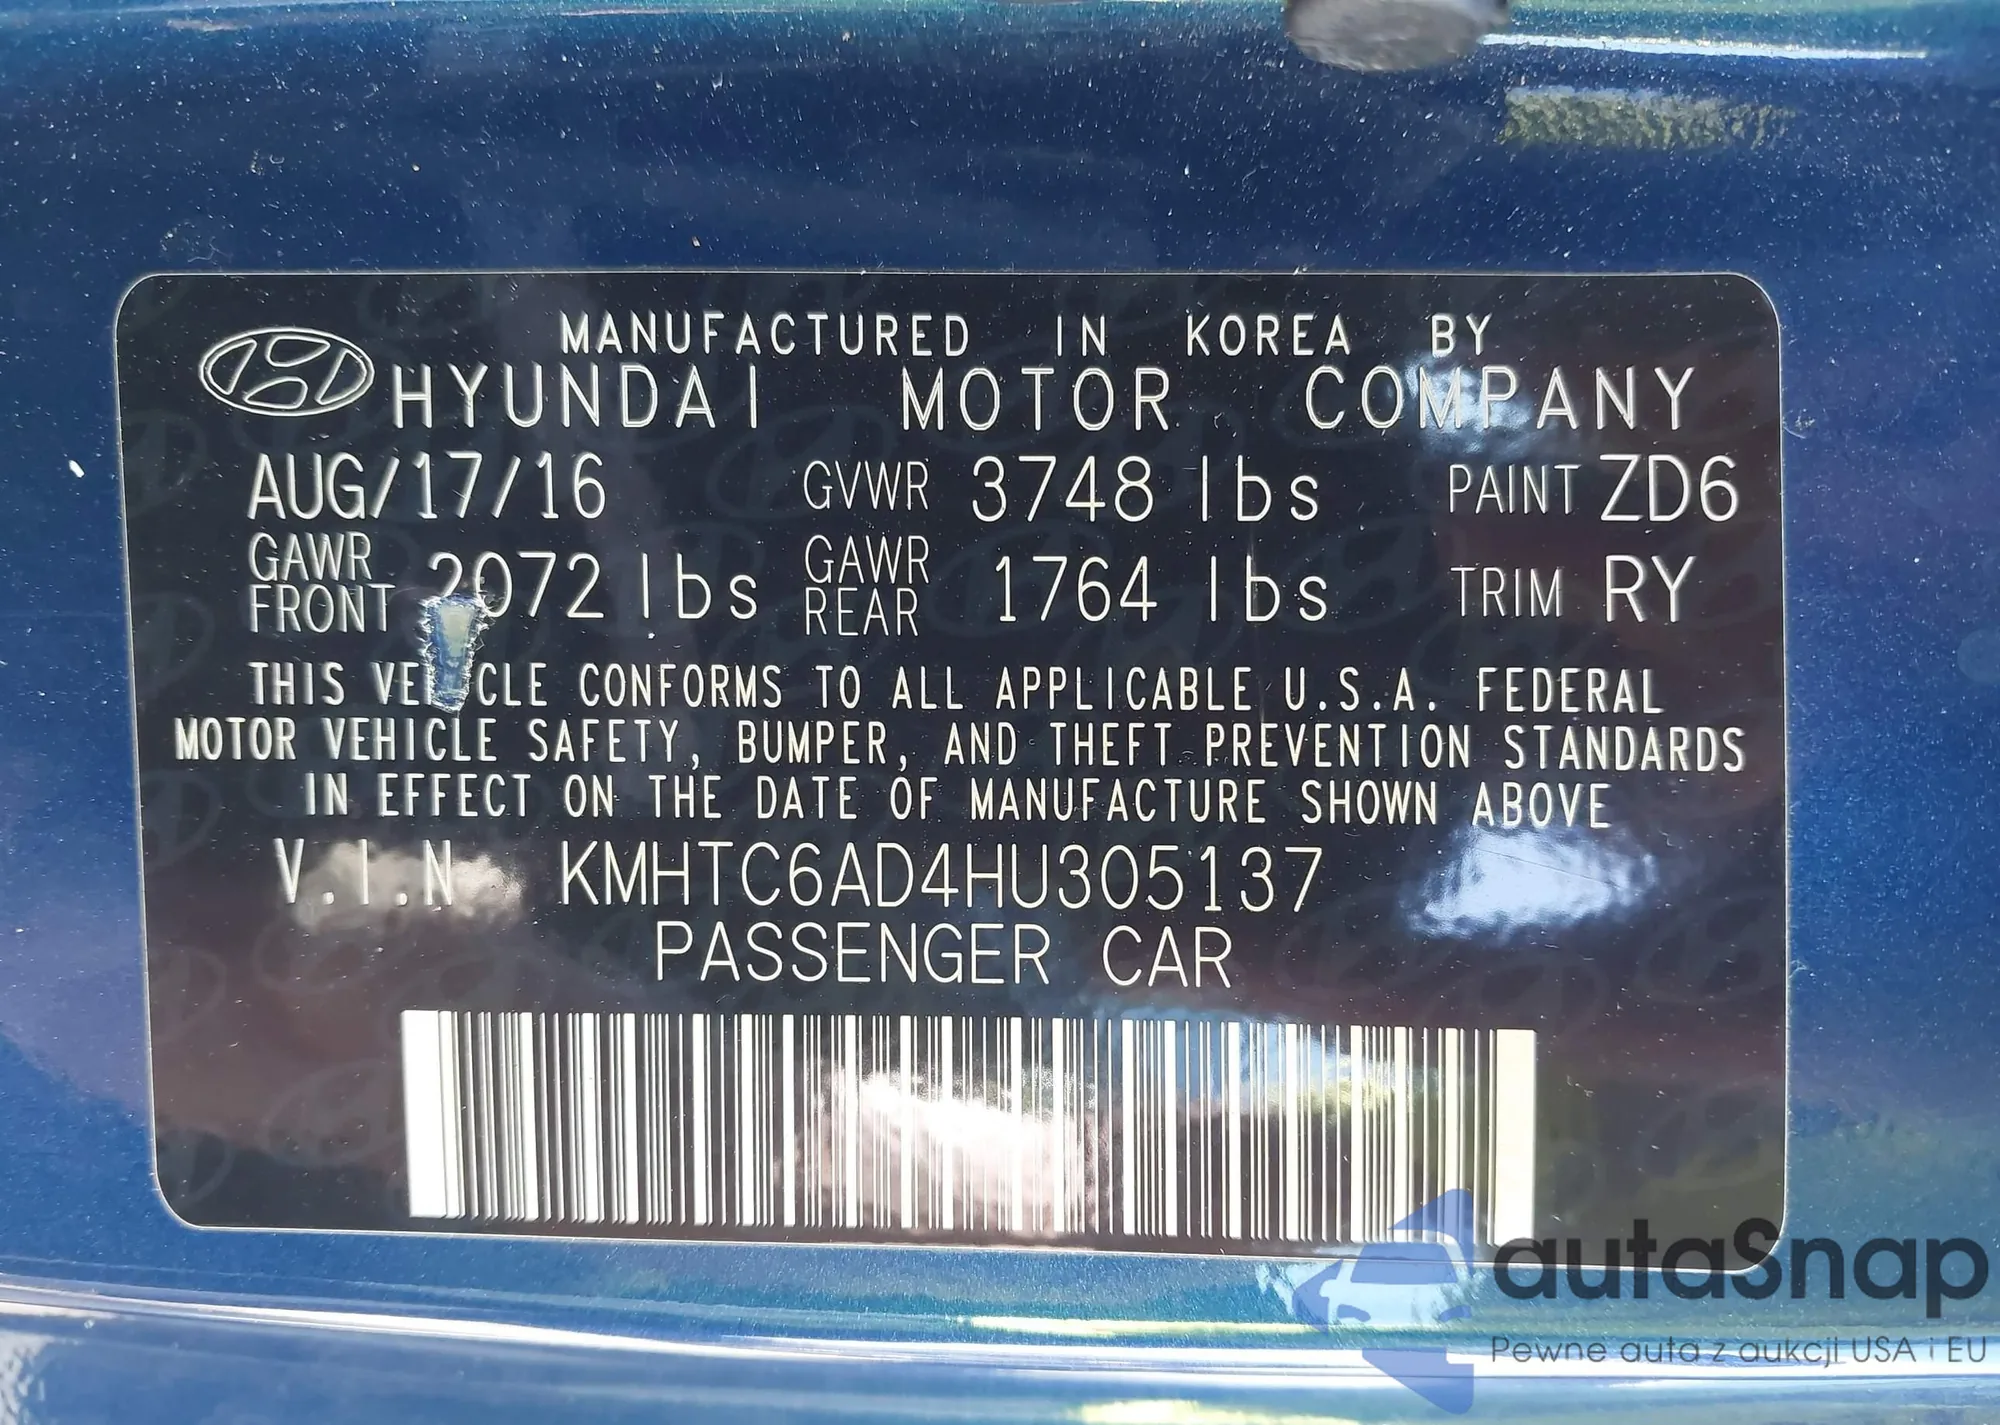 MANUFACTURED IN KOREA BY
HYUNDAI MOTOR COMPANY
AUG/17/16 GVWR 3748 lbs PAINT ZD6
GAWR FRONT 2072 lbs GAWR REAR 1764 lbs TRIM RY
THIS VEHICLE CONFORMS TO ALL APPLICABLE U.S.A. FEDERAL
MOTOR VEHICLE SAFETY, BUMPER, AND THEFT PREVENTION STANDARDS
IN EFFECT ON THE DATE OF MANUFACTURE SHOWN ABOVE
V.I.N KMHTC6AD4HU305137
PASSENGER CAR
autaSnap
Pewne auta z aukcji USA i EU